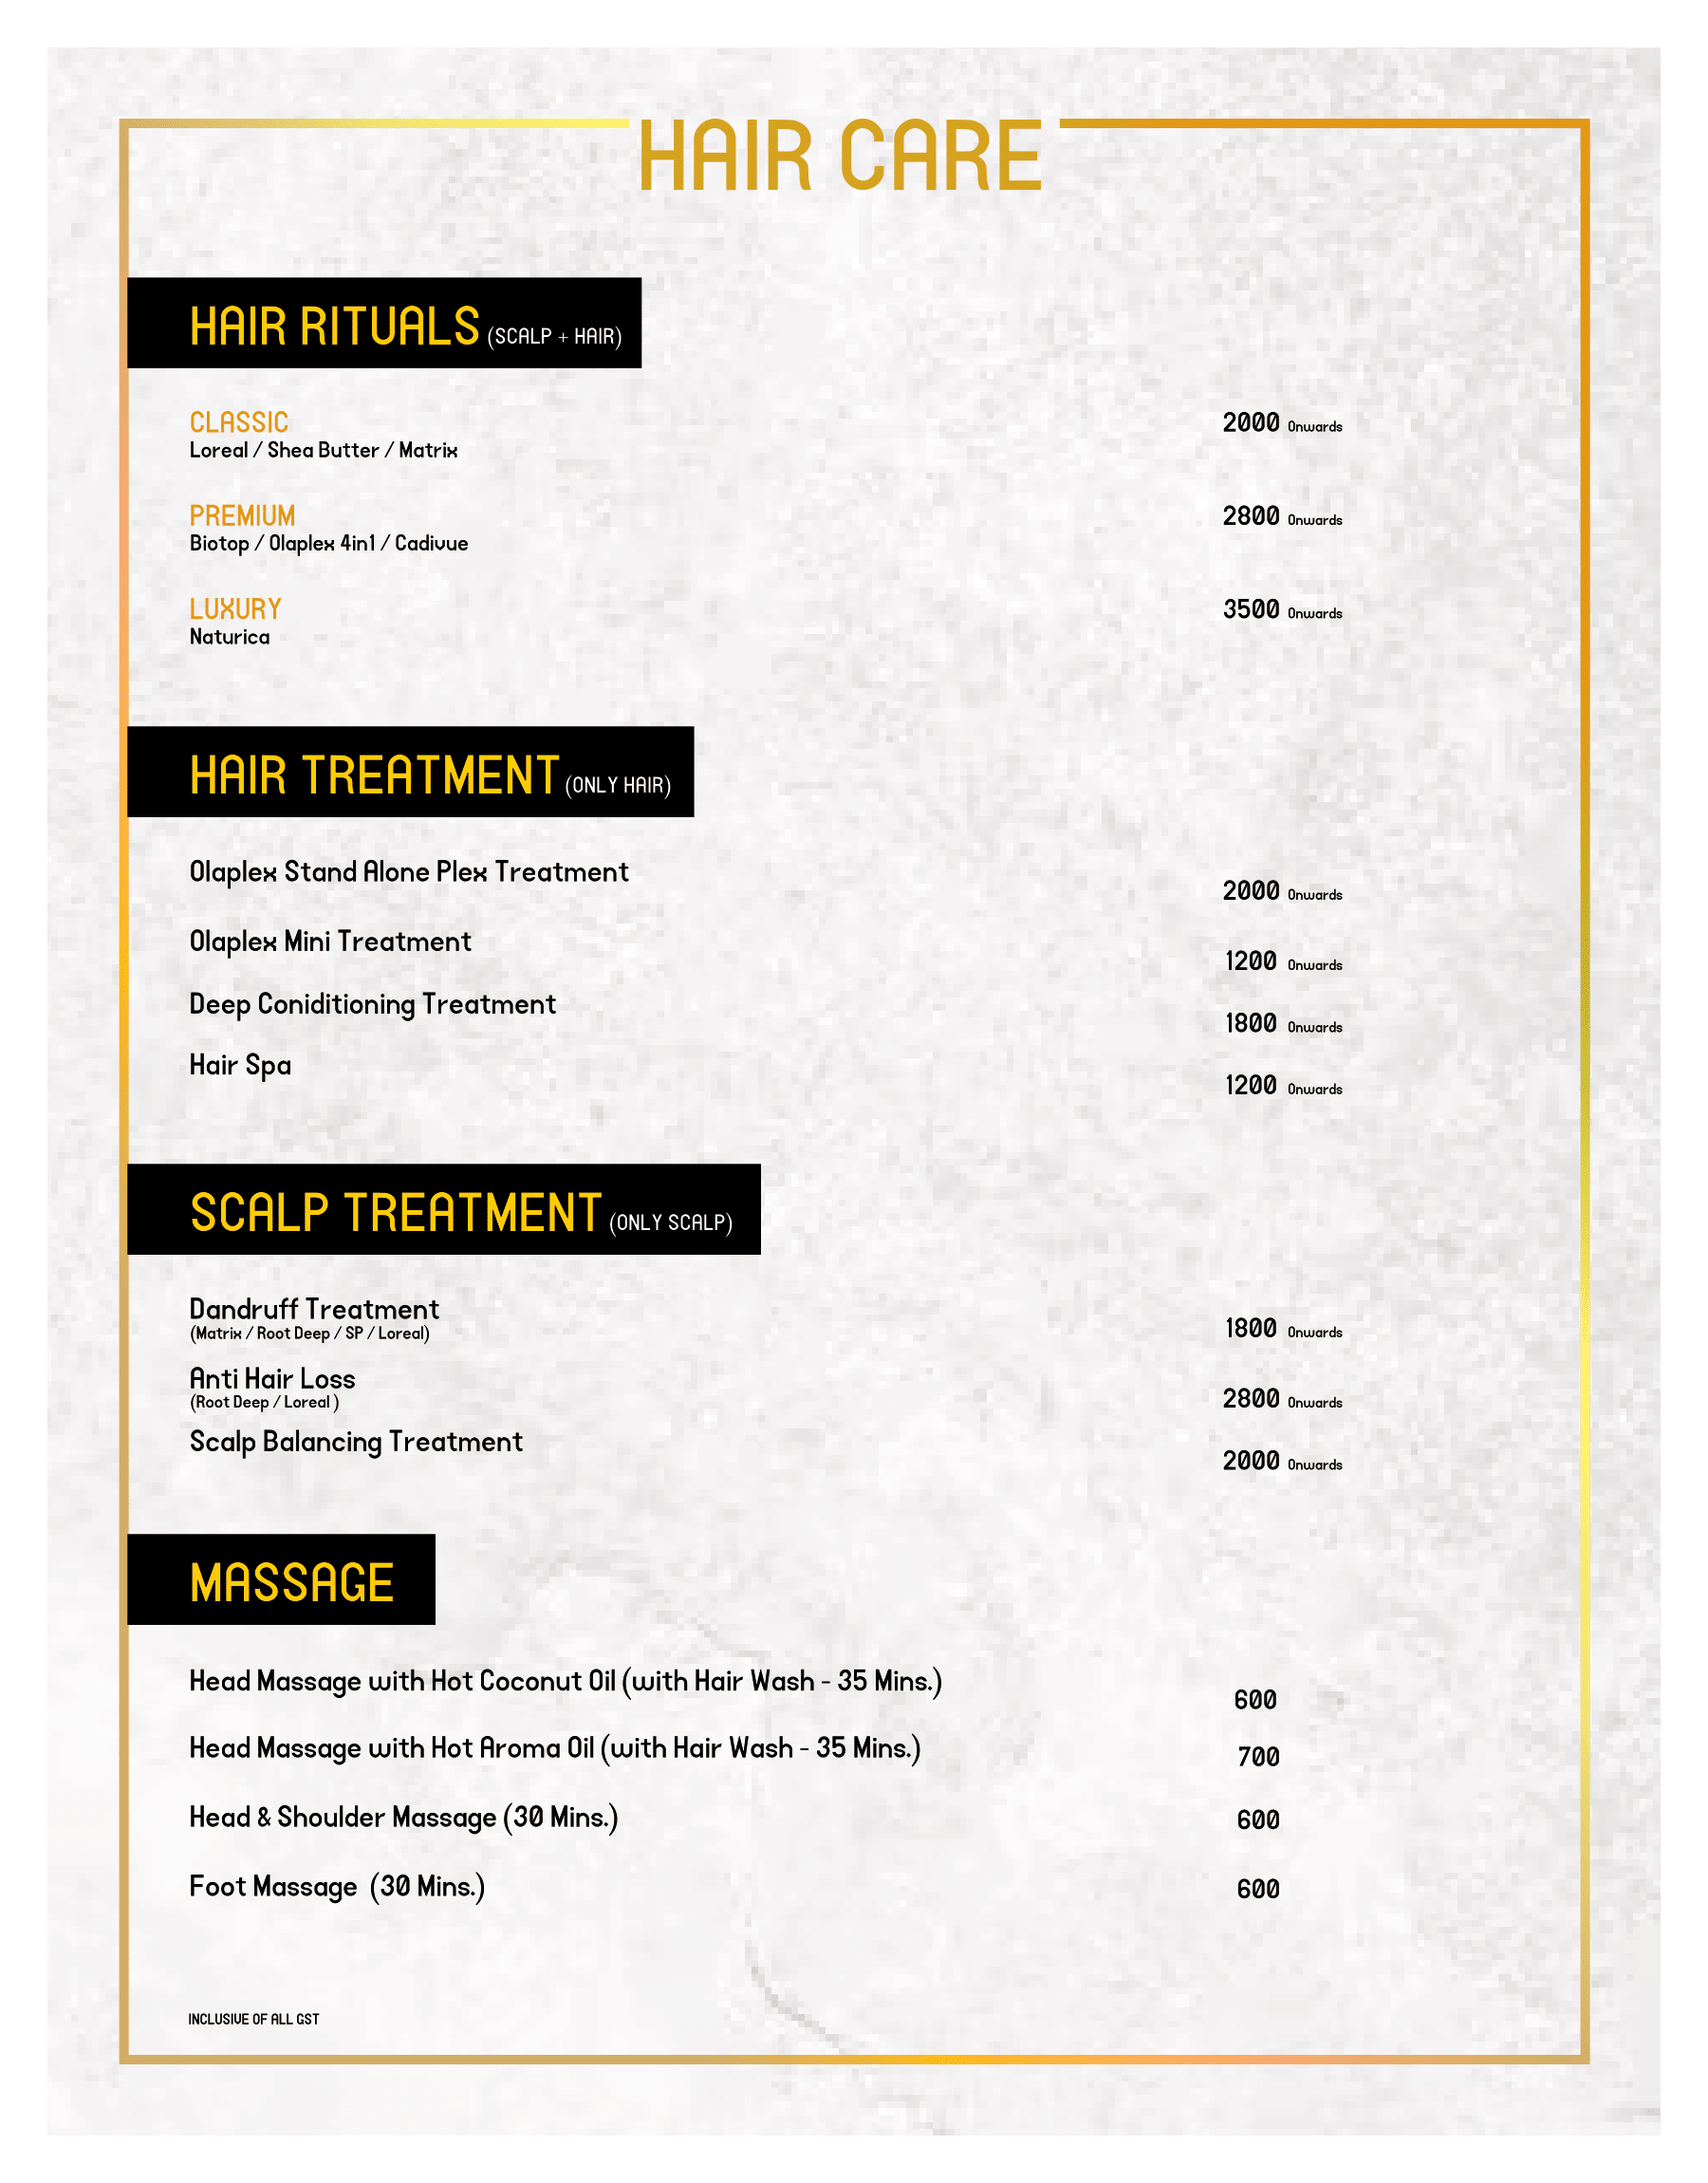 HAIR CARE
HAIR RITUALS (SCALP + HAIR)
CLASSIC 2000 Onwards
Loreal / Shea Butter / Matrix
PREMIUM 2800 Onwards
Biotop / Olaplex 4in1 / Cadivue
LUXURY 3500 Onwards
Naturica
HAIR TREATMENT (ONLY HAIR)
Olaplex Stand Alone Plex Treatment 2000 Onwards
Olaplex Mini Treatment 1200 Onwards
Deep Coniditioning Treatment 1800 Onwards
Hair Spa 1200 Onwards
SCALP TREATMENT (ONLY SCALP)
Dandruff Treatment 1800 Onwards
(Matrix / Root Deep / SP / Loreal)
Anti Hair Loss 2800 Onwards
(Root Deep / Loreal )
Scalp Balancing Treatment 2000 Onwards
MASSAGE
Head Massage with Hot Coconut Oil (with Hair Wash - 35 Mins.) 600
Head Massage with Hot Aroma Oil (with Hair Wash - 35 Mins.) 700
Head & Shoulder Massage (30 Mins.) 600
Foot Massage (30 Mins.) 600
INCLUSIVE OF ALL GST